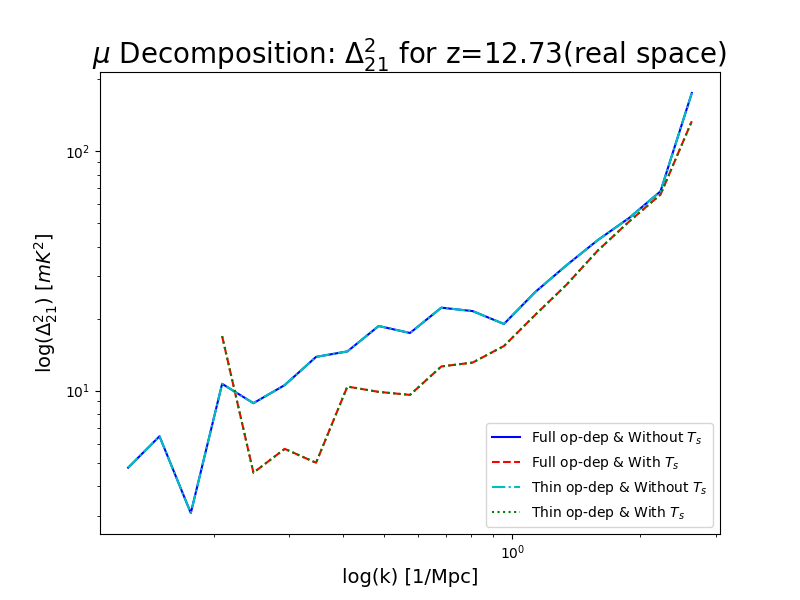 μ Decomposition: Δ²₂₁ for z=12.73(real space)
log(Δ²₂₁) [mK²]
10²
10¹
10⁰
log(k) [1/Mpc]
Full op-dep & Without Tₛ
Full op-dep & With Tₛ
Thin op-dep & Without Tₛ
Thin op-dep & With Tₛ